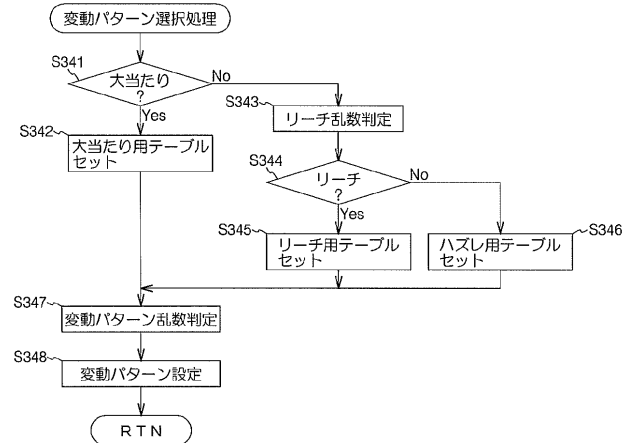 変動パターン選択処理
S341
大当たり
?
No
Yes
S342
大当たり用テーブル
セット
S343
リーチ乱数判定
S344
リーチ
?
No
Yes
S345
リーチ用テーブル
セット
S346
ハズレ用テーブル
セット
S347
変動パターン乱数判定
S348
変動パターン設定
RTN